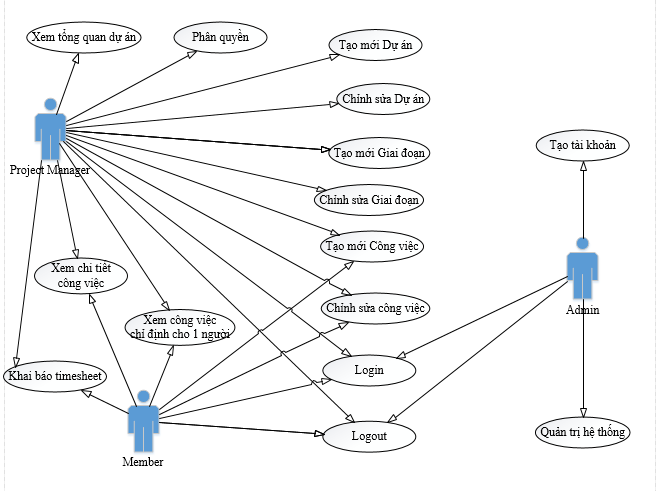 Xem tổng quan dự án
Phân quyền
Tạo mới Dự án
Chỉnh sửa Dự án
Tạo mới Giai đoạn
Tạo tài khoản
Project Manager
Chỉnh sửa Giai đoạn
Tạo mới Công việc
Xem chi tiết
công việc
Chỉnh sửa công việc
Admin
Xem công việc
chỉ định cho 1 người
Khai báo timesheet
Login
Logout
Quản trị hệ thống
Member